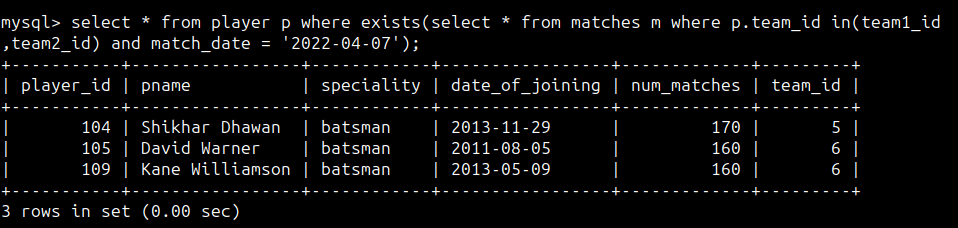 mysql> select * from player p where exists(select * from matches m where p.team_id in(team1_id
,team2_id) and match_date = '2022-04-07');
+-----------+-----------------+------------+-----------------+-------------+---------+
| player_id | pname           | speciality | date_of_joining | num_matches | team_id |
+-----------+-----------------+------------+-----------------+-------------+---------+
|       104 | Shikhar Dhawan  | batsman    | 2013-11-29      |         170 |       5 |
|       105 | David Warner    | batsman    | 2011-08-05      |         160 |       6 |
|       109 | Kane Williamson | batsman    | 2013-05-09      |         160 |       6 |
+-----------+-----------------+------------+-----------------+-------------+---------+
3 rows in set (0.00 sec)